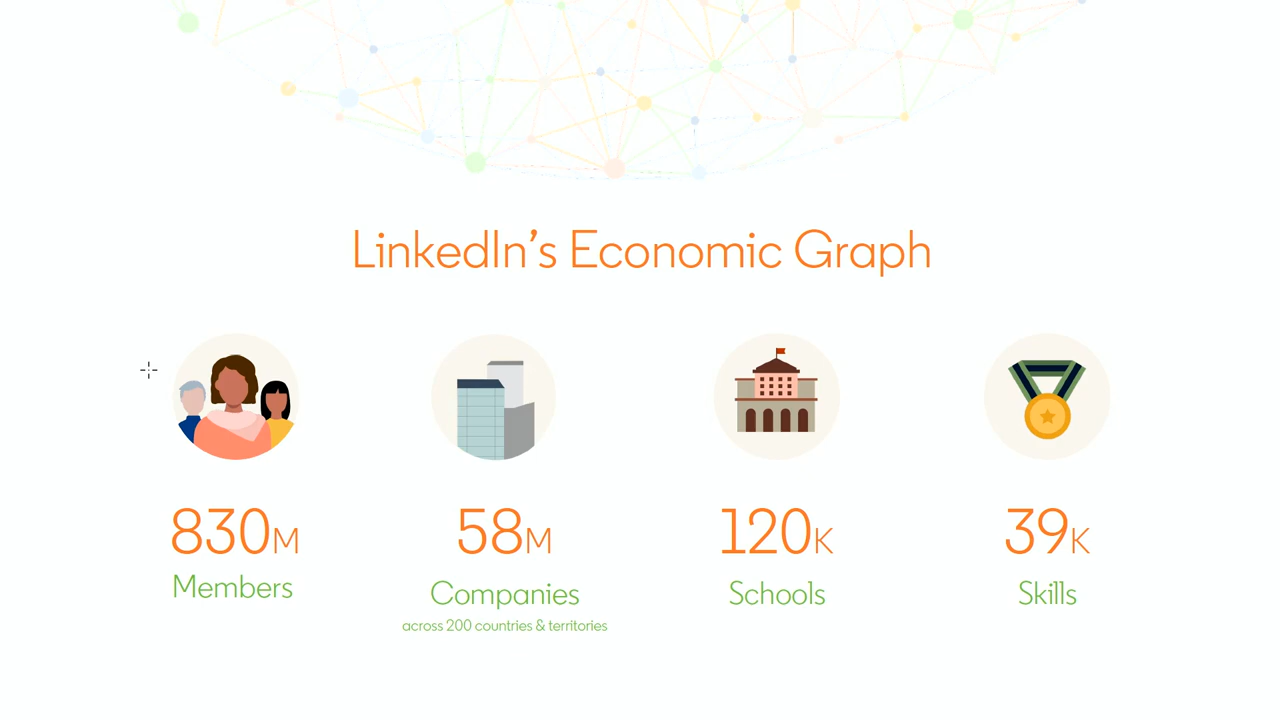 LinkedIn’s Economic Graph
830M
Members
58M
Companies
across 200 countries & territories
120K
Schools
39K
Skills